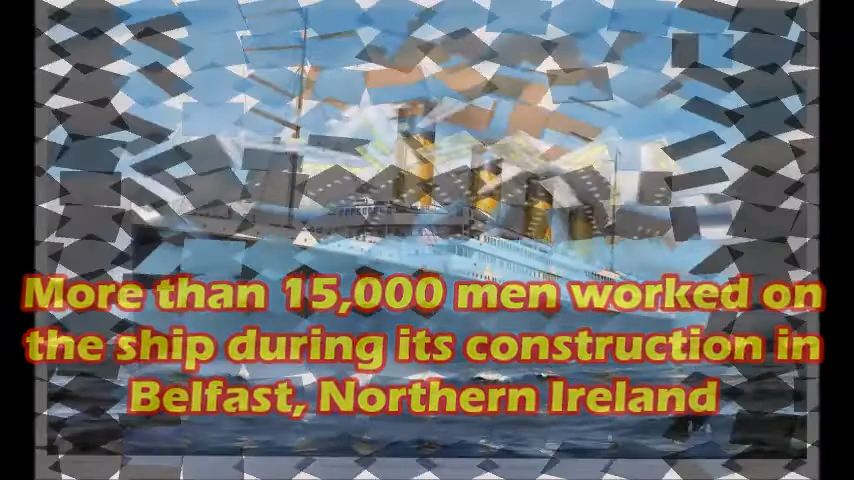 More than 15,000 men worked on
the ship during its construction in
Belfast, Northern Ireland